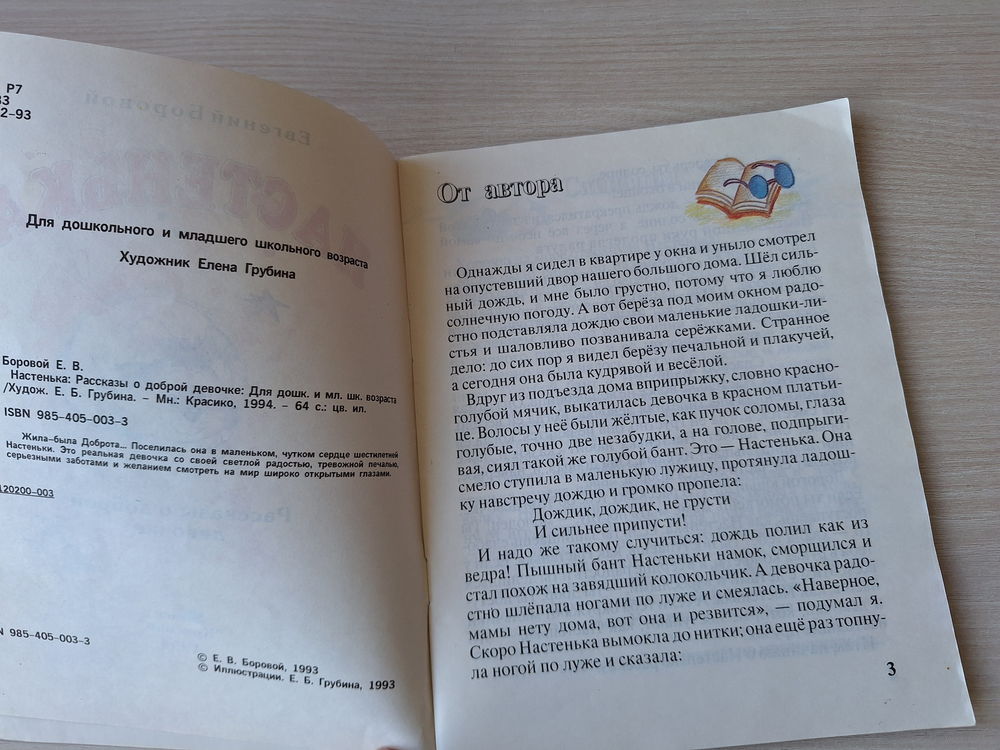 Р7
2-93
Для дошкольного и младшего школьного возраста
Художник Елена Грубина
Боровой Е. В.
Настенька: Рассказы о доброй девочке: Для дошк. и мл. шк. возраста
/Худож. Е. Б. Грубина. – Мн.: Красико, 1994. – 64 с.: цв. ил.
ISBN 985-405-003-3
Жила-была Доброта... Поселилась она в маленьком, чутком сердце шестилетней
Настеньки. Это реальная девочка со своей светлой радостью, тревожной печалью,
серьезными заботами и желанием смотреть на мир широко открытыми глазами.
120200-003
N 985-405-003-3
© Е. В. Боровой, 1993
© Иллюстрации. Е. Б. Грубина, 1993
От автора
Однажды я сидел в квартире у окна и уныло смотрел
на опустевший двор нашего большого дома. Шёл силь-
ный дождь, и мне было грустно, потому что я люблю
солнечную погоду. А вот берёза под моим окном радо-
стно подставляла дождю свои маленькие ладошки-ли-
стья и шаловливо позванивала серёжками. Странное
дело: до сих пор я видел берёзу печальной и плакучей,
а сегодня она была кудрявой и весёлой.
Вдруг из подъезда дома вприпрыжку, словно красно-
голубой мячик, выкатилась девочка в красном платьи-
це. Волосы у неё были жёлтые, как пучок соломы, глаза
голубые, точно две незабудки, а на голове, подпрыги-
вая, сиял такой же голубой бант. Это — Настенька. Она
смело ступила в маленькую лужицу, протянула ладош-
ку навстречу дождю и громко пропела:
Дождик, дождик, не грусти
И сильнее припусти!
И надо же такому случиться: дождь полил как из
ведра! Пышный бант Настеньки намок, сморщился и
стал похож на завядший колокольчик. А девочка радо-
стно шлёпала ногами по луже и смеялась. «Наверное,
мамы нету дома, вот она и резвится», — подумал я.
Скоро Настенька вымокла до нитки; она ещё раз топну-
ла ногой по луже и сказала:
3